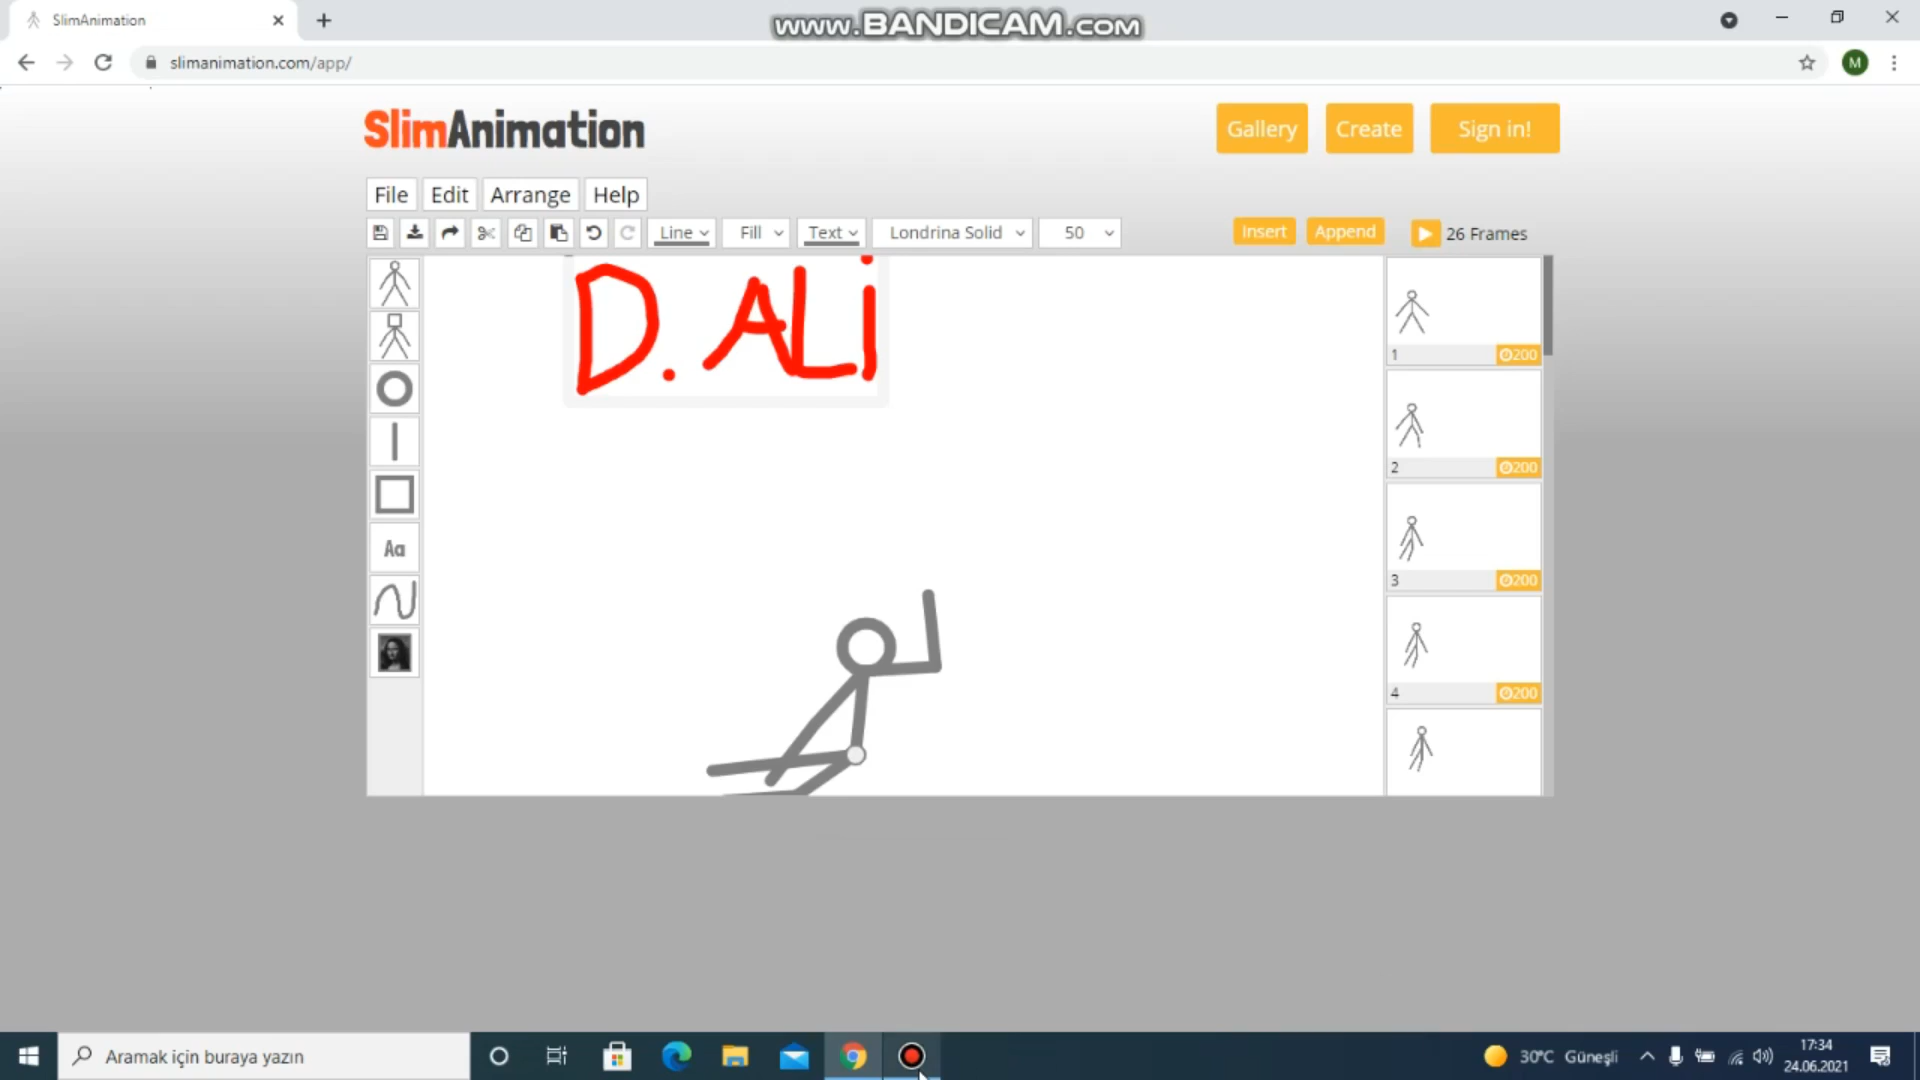 SlimAnimation
www.BANDICAM.com
slimanimation.com/app/
M
SlimAnimation
Gallery
Create
Sign in!
File
Edit
Arrange
Help
Line
Fill
Text
Londrina Solid
50
Insert
Append
26 Frames
D. ALİ
Aa
1
200
2
200
3
200
4
200
Aramak için buraya yazın
30°C Güneşli
17:34
24.06.2021